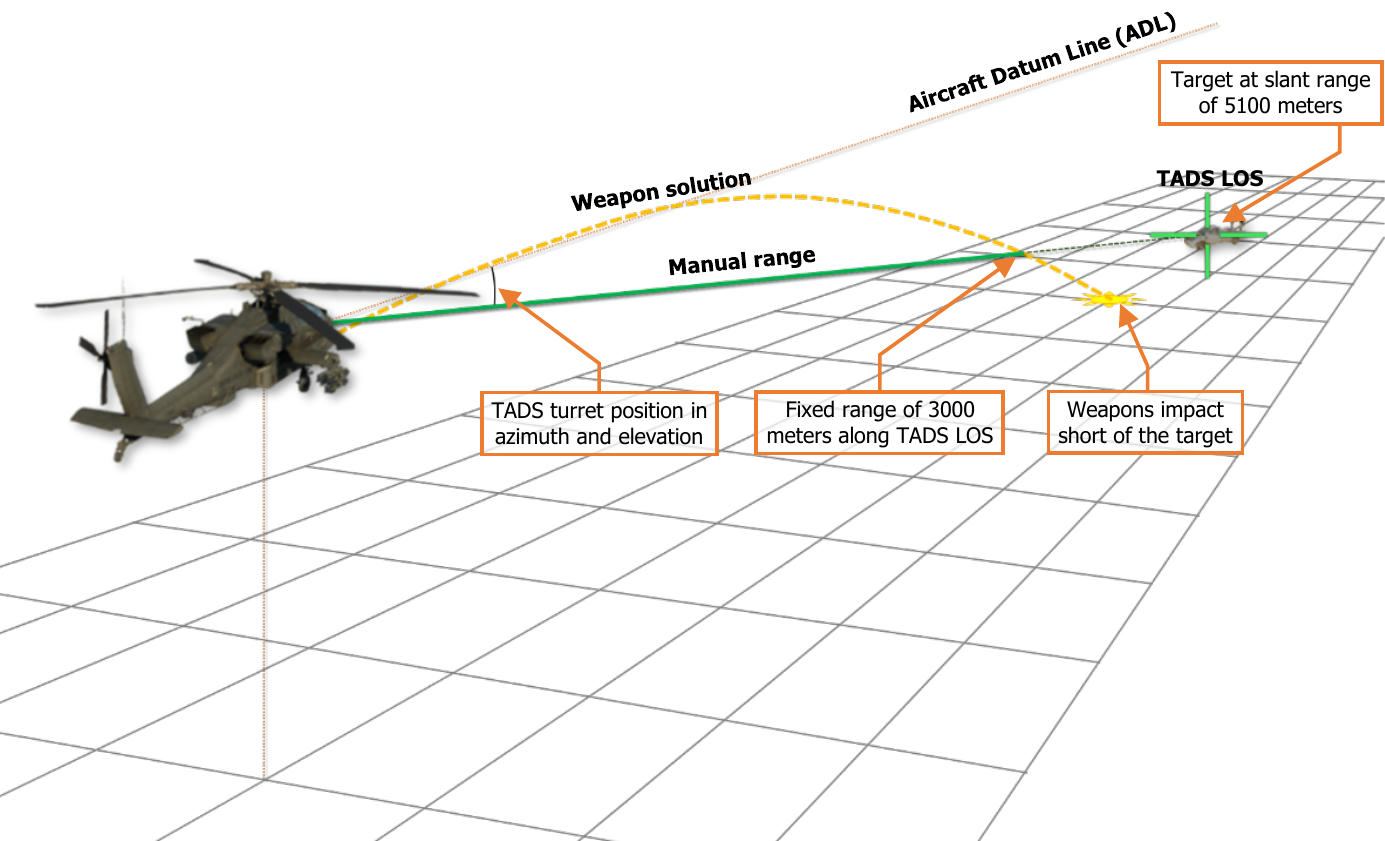 Aircraft Datum Line (ADL)
Target at slant range
of 5100 meters
TADS LOS
Weapon solution
Manual range
TADS turret position in
azimuth and elevation
Fixed range of 3000
meters along TADS LOS
Weapons impact
short of the target